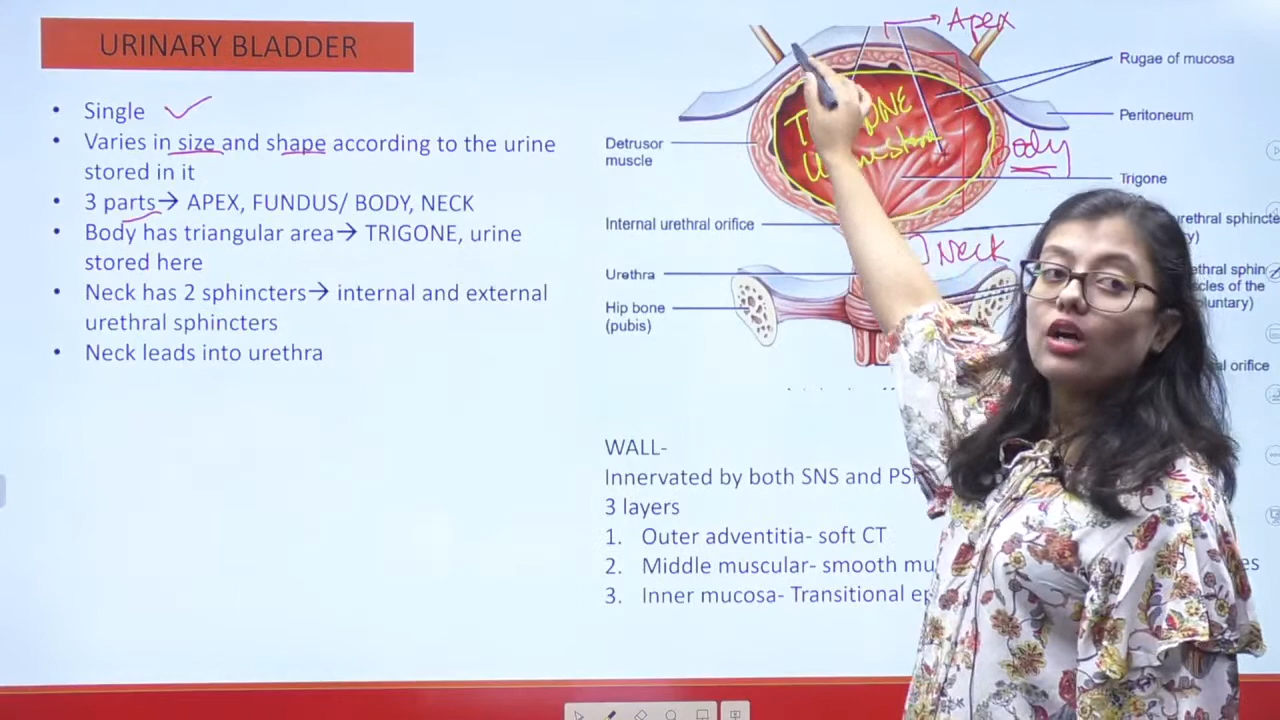 URINARY BLADDER
• Single
• Varies in size and shape according to the urine
stored in it
• 3 parts→ APEX, FUNDUS/ BODY, NECK
• Body has triangular area→ TRIGONE, urine
stored here
• Neck has 2 sphincters→ internal and external
urethral sphincters
• Neck leads into urethra
Apex
Rugae of mucosa
Peritoneum
Detrusor
muscle
Body
Trigone
Internal urethral orifice
Neck
Urethra
Hip bone
(pubis)
WALL-
Innervated by both SNS and
3 layers
1. Outer adventitia- soft CT
2. Middle muscular- smooth
3. Inner mucosa- Transitional